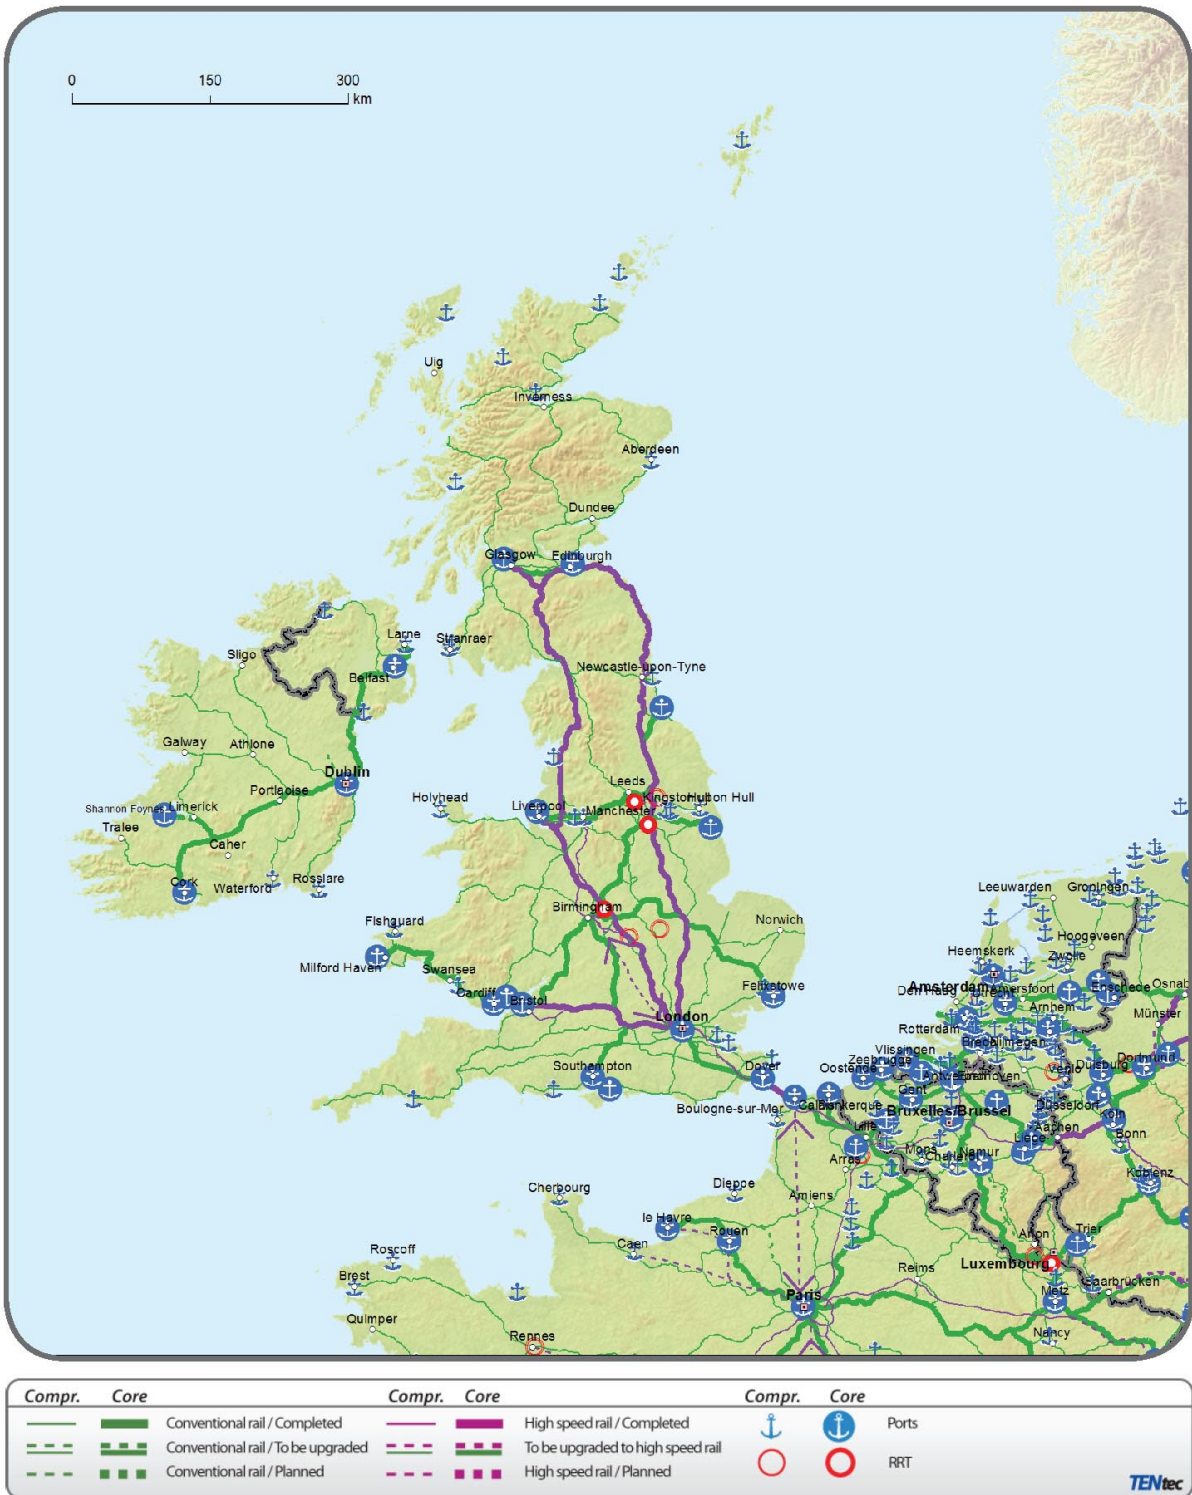 0 150 300
km
Uig
Inverness
Aberdeen
Dundee
Glasgow Edinburgh
Larne Stranraer
Sligo
Newcastle-upon-Tyne
Belfast
Galway Athlone
Dublin
Leeds
Portlaoise
Holyhead Liverpool Manchester
Shannon Foynes Limerick
Tralee
Caher
Cork Waterford Rosslare
Birmingham
Norwich
Fishguard
Milford Haven
Swansea
Cardiff Bristol
Felixstowe
London
Southampton
Dover
Leeuwarden Groningen
Hoogeveen
Heemskerk Zwolle
Amsterdam
Den Haag Utrecht Amersfoort Enschede Osnab
Arnhem
Münster
Rotterdam
Breda Nijmegen
Vlissingen
Zeebrugge
Oostende
Dortmund
Duisburg
Venlo
Antwerpen Eindhoven
Gent
Boulogne-sur-Mer Calais Dunkerque
Bruxelles/Brussel
Düsseldorf
Köln
Lille
Aachen
Bonn
Liège
Mons
Charleroi Namur
Arras
Koblenz
Cherbourg
Dieppe
Amiens
le Havre
Rouen
Caen
Arlon
Trier
Roscoff
Luxembourg
Reims
Brest
Saarbrücken
Paris
Metz
Quimper
Rennes
Nancy
Compr. Core Compr. Core Compr. Core
Conventional rail / Completed High speed rail / Completed Ports
Conventional rail / To be upgraded To be upgraded to high speed rail
Conventional rail / Planned High speed rail / Planned RRT
TENtec